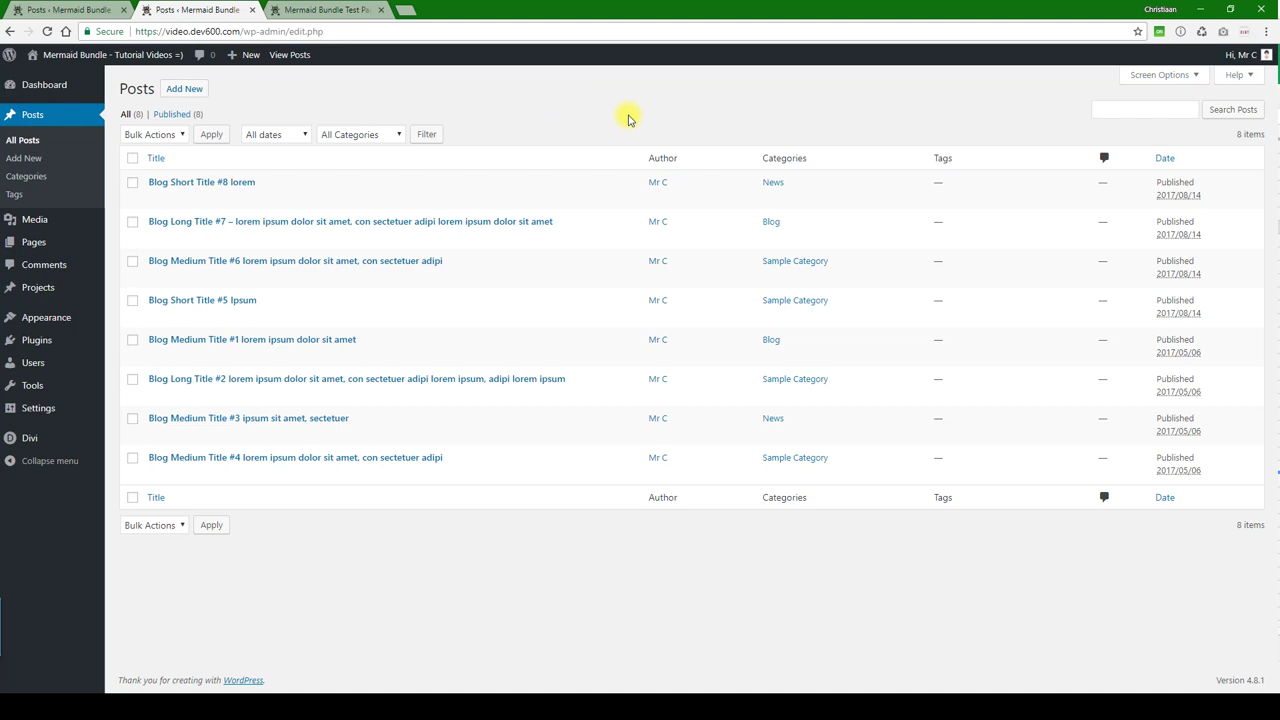 Posts ‹ Mermaid Bundle
Posts ‹ Mermaid Bundle
Mermaid Bundle Test Pa
Christiaan
Secure
https://video.dev600.com/wp-admin/edit.php
Mermaid Bundle - Tutorial Videos =)
0
New
View Posts
Hi, Mr C
Dashboard
Posts
All Posts
Add New
Categories
Tags
Media
Pages
Comments
Projects
Appearance
Plugins
Users
Tools
Settings
Divi
Collapse menu
Posts Add New
Screen Options
Help
All (8) | Published (8)
Search Posts
Bulk Actions Apply All dates All Categories Filter
8 items
Title Author Categories Tags Date
Blog Short Title #8 lorem Mr C News — — Published
2017/08/14
Blog Long Title #7 – lorem ipsum dolor sit amet, con sectetuer adipi lorem ipsum dolor sit amet Mr C Blog — — Published
2017/08/14
Blog Medium Title #6 lorem ipsum dolor sit amet, con sectetuer adipi Mr C Sample Category — — Published
2017/08/14
Blog Short Title #5 Ipsum Mr C Sample Category — — Published
2017/08/14
Blog Medium Title #1 lorem ipsum dolor sit amet Mr C Blog — — Published
2017/05/06
Blog Long Title #2 lorem ipsum dolor sit amet, con sectetuer adipi lorem ipsum, adipi lorem ipsum Mr C Sample Category — — Published
2017/05/06
Blog Medium Title #3 ipsum sit amet, sectetuer Mr C News — — Published
2017/05/06
Blog Medium Title #4 lorem ipsum dolor sit amet, con sectetuer adipi Mr C Sample Category — — Published
2017/05/06
Title Author Categories Tags Date
Bulk Actions Apply
8 items
Thank you for creating with WordPress.
Version 4.8.1